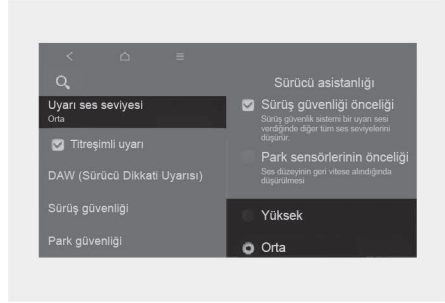 Uyarı ses seviyesi
Orta
Titreşimli uyarı
DAW (Sürücü Dikkati Uyarısı)
Sürüş güvenliği
Park güvenliği
Sürücü asistanlığı
Sürüş güvenliği önceliği
Sürüş güvenlik sistemi bir uyarı sesi
verdiğinde diğer tüm ses seviyelerini
düşürür.
Park sensörlerinin önceliği
Ses düzeyinin geri vitese alındığında
düşürülmesi
Yüksek
Orta